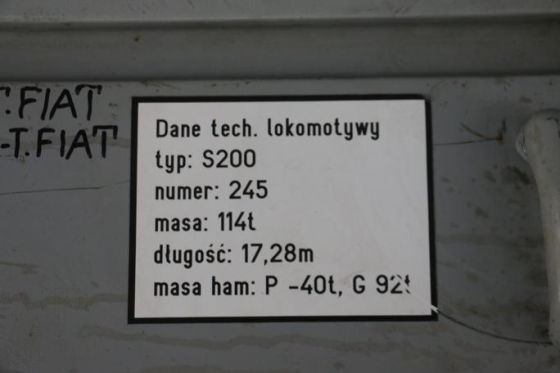 T.FIAT
-T.FIAT
Dane tech. lokomotywy
typ: S200
numer: 245
masa: 114t
długość: 17,28m
masa ham: P -40t, G 92t